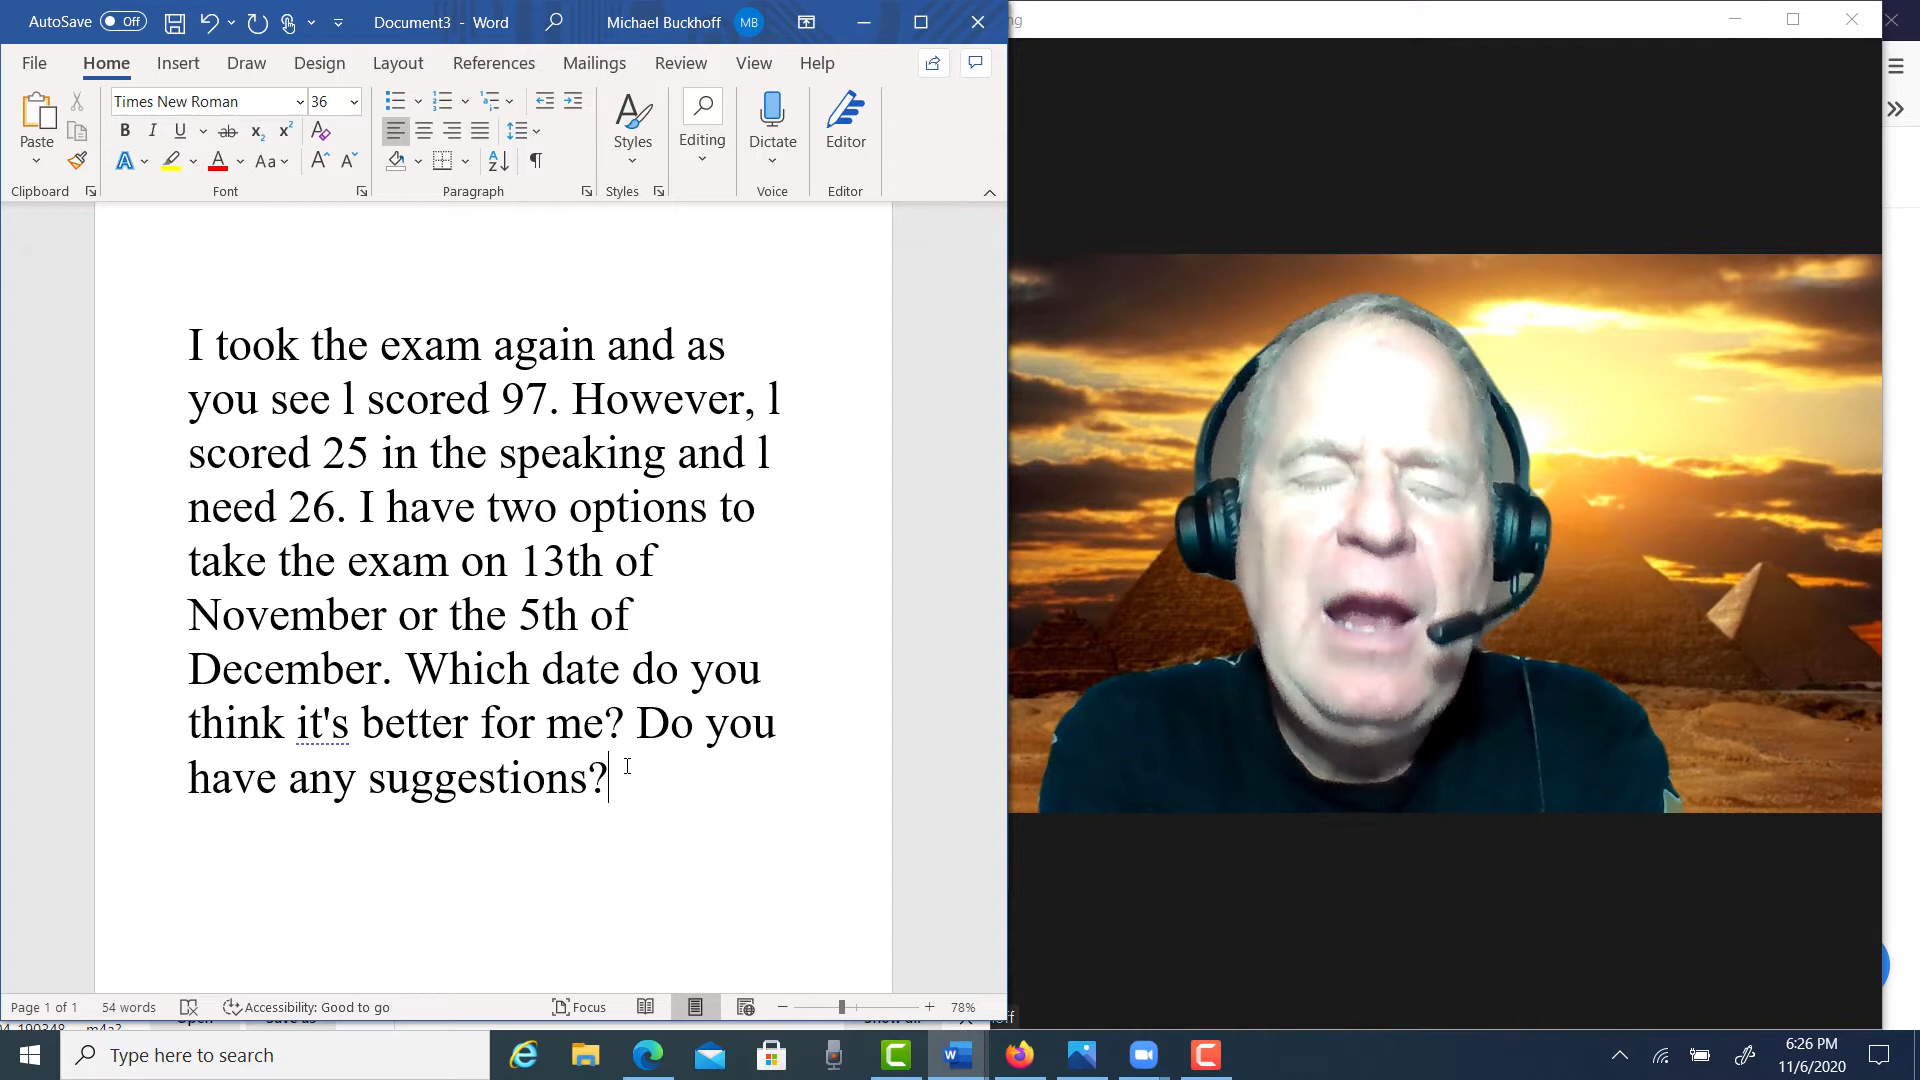 AutoSave Off Document3 - Word Michael Buckhoff MB
ng
File Home Insert Draw Design Layout References Mailings Review View Help
Times New Roman 36
Paste
Styles
Editing
Dictate
Editor
Clipboard Font Paragraph Styles Voice Editor
I took the exam again and as
you see l scored 97. However, l
scored 25 in the speaking and l
need 26. I have two options to
take the exam on 13th of
November or the 5th of
December. Which date do you
think it's better for me? Do you
have any suggestions?
Page 1 of 1 54 words Accessibility: Good to go Focus 78%
Type here to search
6:26 PM
11/6/2020